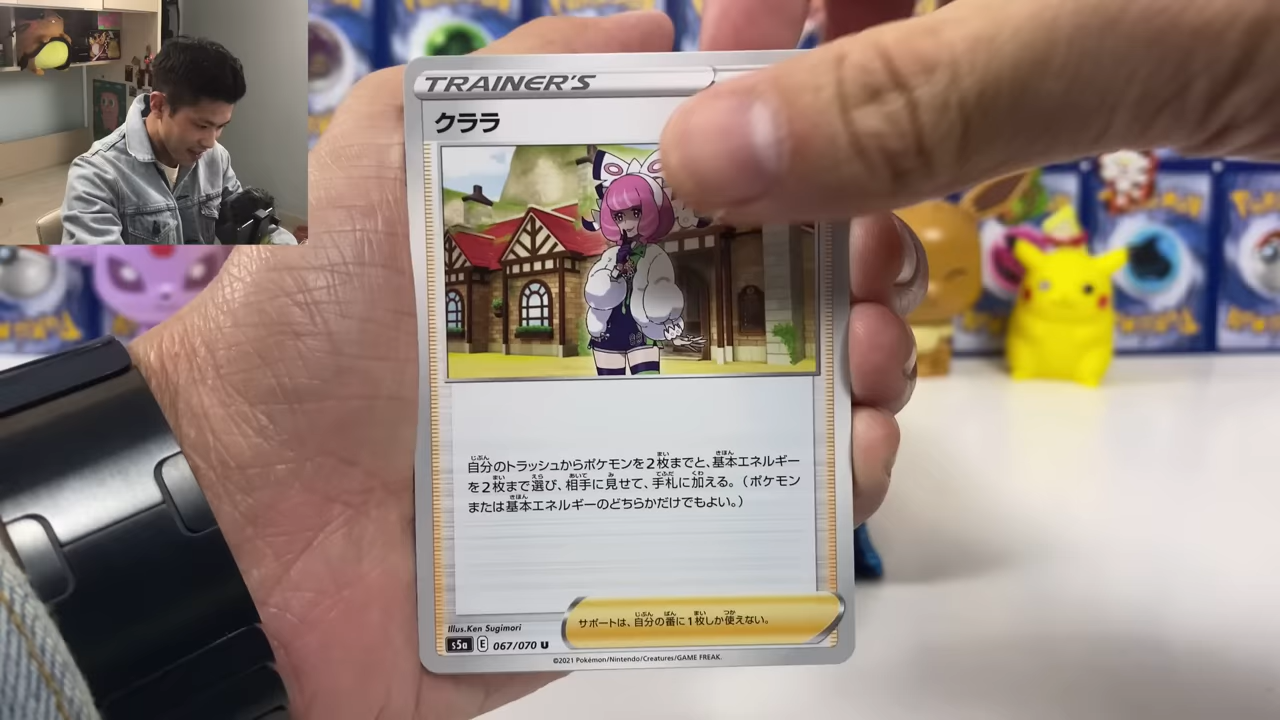 TRAINER'S
クララ
自分のトラッシュからポケモンを2枚までと、基本エネルギー
を2枚まで選び、相手に見せて、手札に加える。（ポケモン
または基本エネルギーのどちらかだけでもよい。）
サポートは、自分の番に1枚しか使えない。
Illus.Ken Sugimori
s5a E 067/070 U
©2021 Pokémon/Nintendo/Creatures/GAME FREAK.